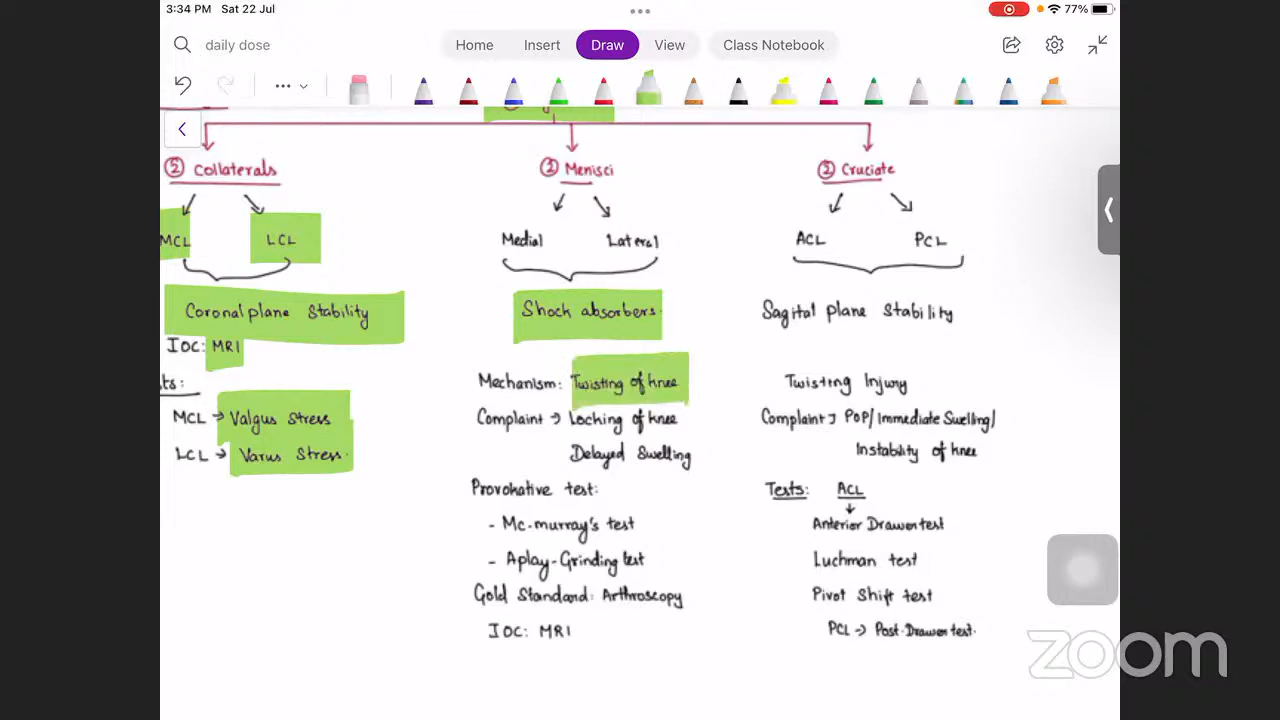 3:34 PM Sat 22 Jul
77%
daily dose
Home Insert Draw View Class Notebook
② Collaterals
MCL LCL
Coronal plane Stability
IOC: MRI
ts:
MCL → Valgus Stress
LCL → Varus Stress.
② Menisci
Medial Lateral
Shock absorbers.
Mechanism: Twisting of knee
Complaint → Locking of knee
Delayed Swelling
Provokative test:
- Mc-murray's test
- Aplay-Grinding test
Gold Standard: Arthroscopy
IOC: MRI
② Cruciate
ACL PCL
Sagital plane Stability
Twisting Injury
Complaint → POP/Immediate Swelling/
Instability of knee
Tests: ACL
Anterior Drawer test
Luchman test
Pivot Shift test
PCL → Post. Drawer test.
zoom